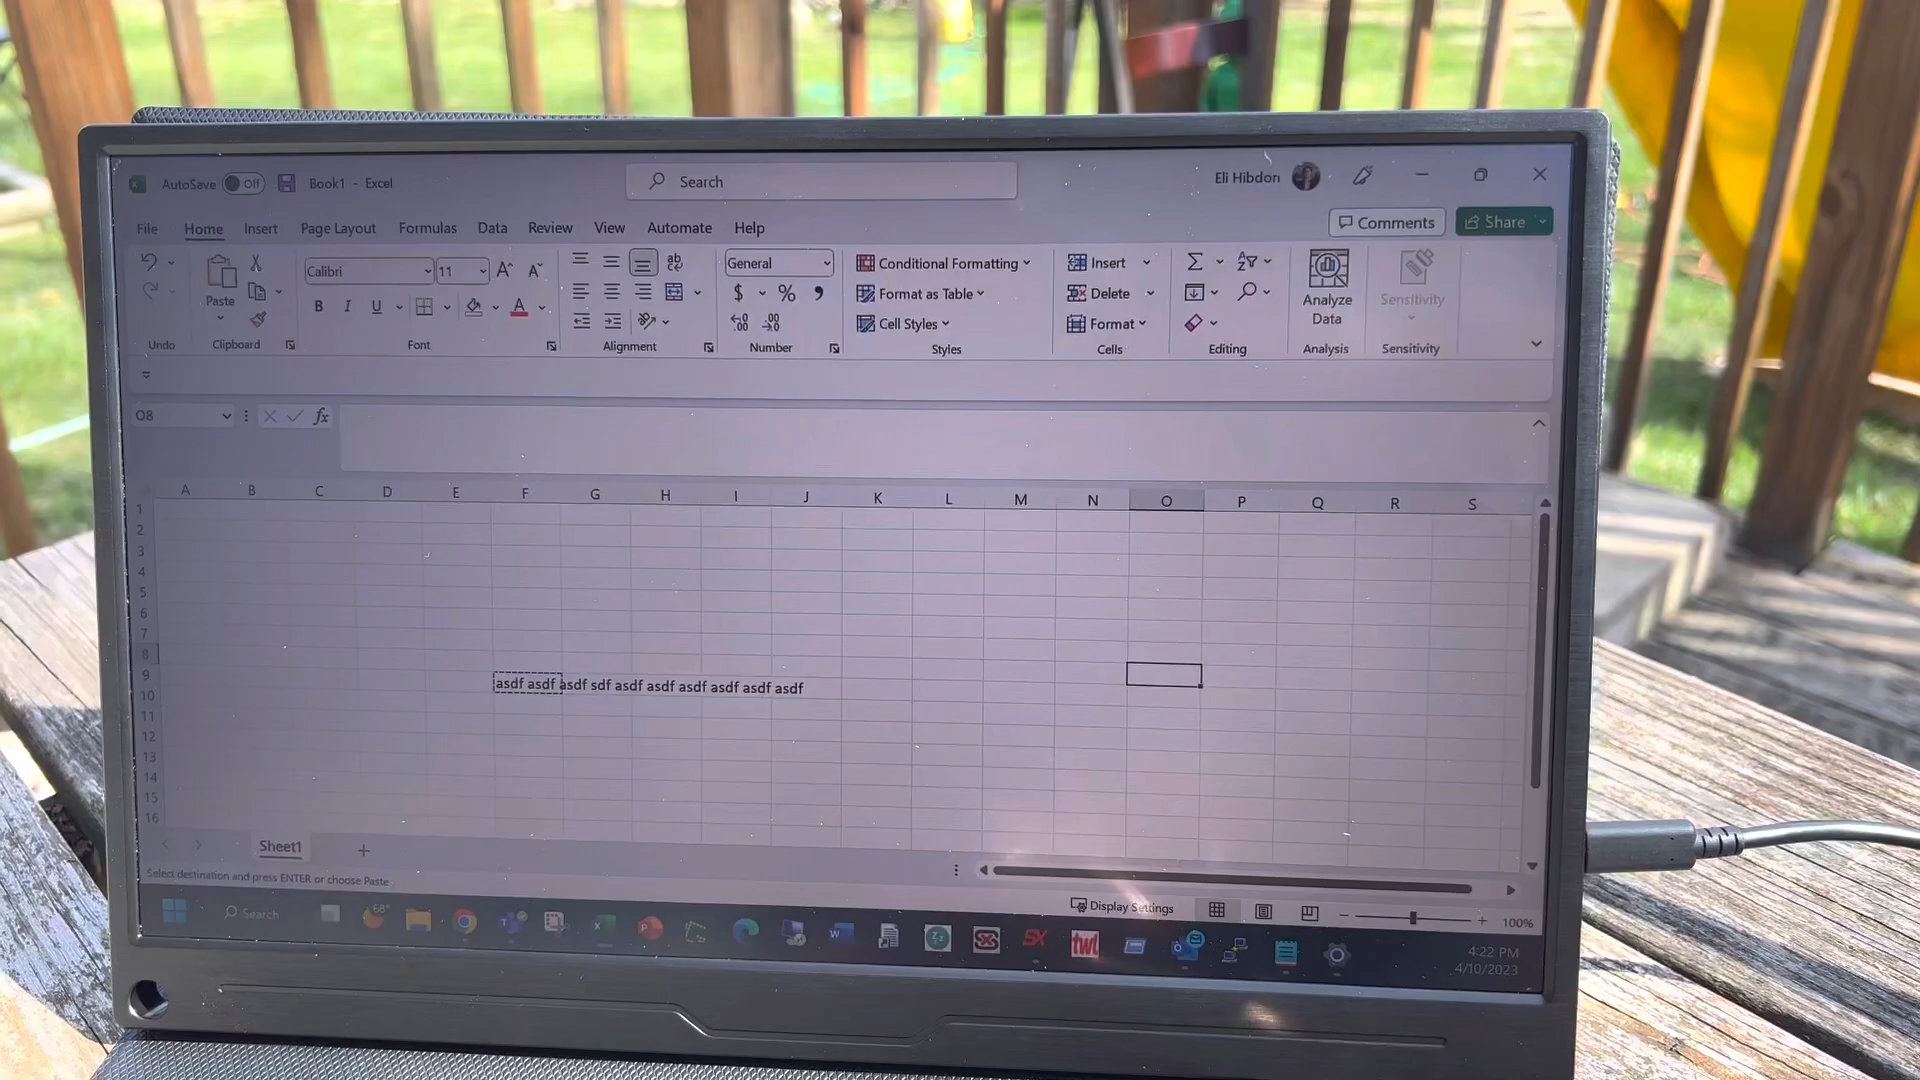 AutoSave Off Book1 - Excel Search Eli Hibdon
File Home Insert Page Layout Formulas Data Review View Automate Help Comments Share
Calibri 11 General Conditional Formatting Insert
Paste B I U $ % Format as Table Delete Analyze Data Sensitivity
Cell Styles Format
Undo Clipboard Font Alignment Number Styles Cells Editing Analysis Sensitivity
O8 fx
A B C D E F G H I J K L M N O P Q R S
1
2
3
4
5
6
7
8
9
asdf asdf asdf sdf asdf asdf asdf asdf asdf asdf
10
11
12
13
14
15
16
Sheet1
Select destination and press ENTER or choose Paste
Display Settings 100%
68° Search SX twl
4:22 PM
4/10/2023